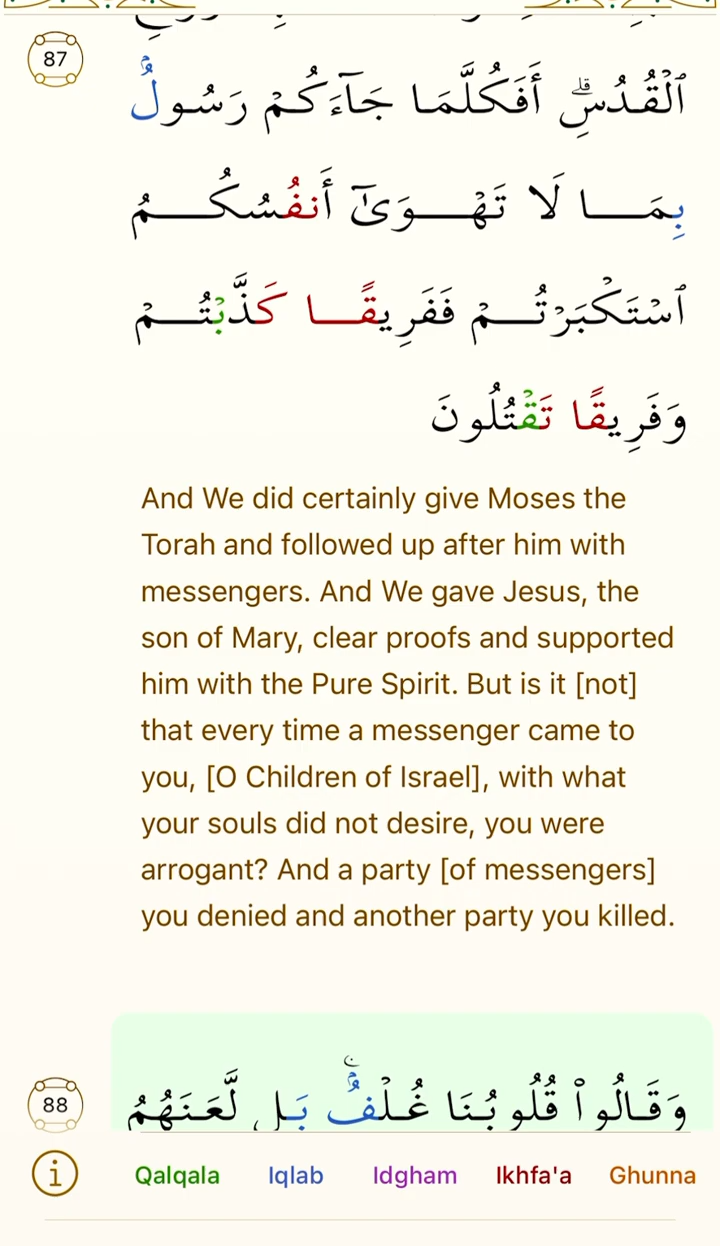 87
ٱلْقُدُسِ ۗ أَفَكُلَّمَا جَآءَكُمْ رَسُولٌۢ
بِمَا لَا تَهْوَىٰٓ أَنفُسُكُمُ
ٱسْتَكْبَرْتُمْ فَفَرِيقًا كَذَّبْتُمْ
وَفَرِيقًا تَقْتُلُونَ
And We did certainly give Moses the
Torah and followed up after him with
messengers. And We gave Jesus, the
son of Mary, clear proofs and supported
him with the Pure Spirit. But is it [not]
that every time a messenger came to
you, [O Children of Israel], with what
your souls did not desire, you were
arrogant? And a party [of messengers]
you denied and another party you killed.
88
وَقَالُوا۟ قُلُوبُنَا غُلْفٌۢ ۚ بَل لَّعَنَهُمُ
Qalqala Iqlab Idgham Ikhfa'a Ghunna